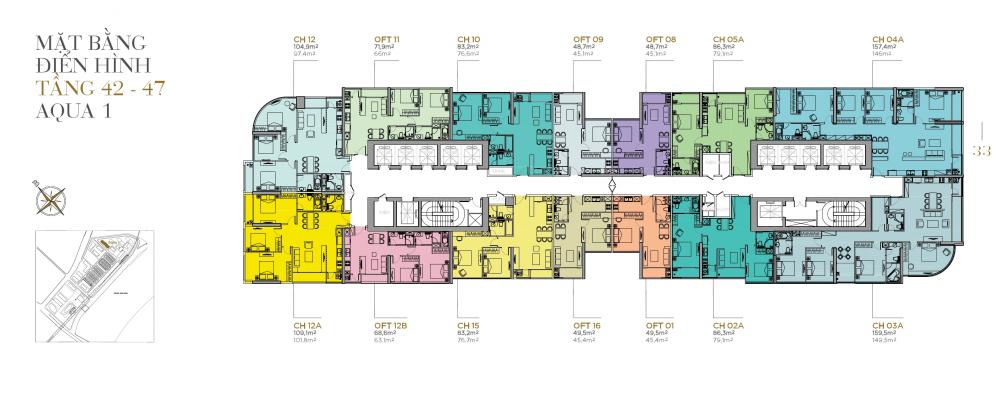 MẶT BẰNG
ĐIỂN HÌNH
TẦNG 42 - 47
AQUA 1
CH 12
104,9m²
97.4m²
OFT 11
71,9m²
66m²
CH 10
83,2m²
76.6m²
OFT 09
48,7m²
45.1m²
OFT 08
48,7m²
45.1m²
CH 05A
86,3m²
79,1m²
CH 04A
157,4m²
146m²
33
CH 12A
109,1m²
101,8m²
OFT 12B
68,6m²
63.1m²
CH 15
83,2m²
76,7m²
OFT 16
49,5m²
45.4m²
OFT 01
49,5m²
45,4m²
CH 02A
86,3m²
79,1m²
CH 03A
159,5m²
149,5m²